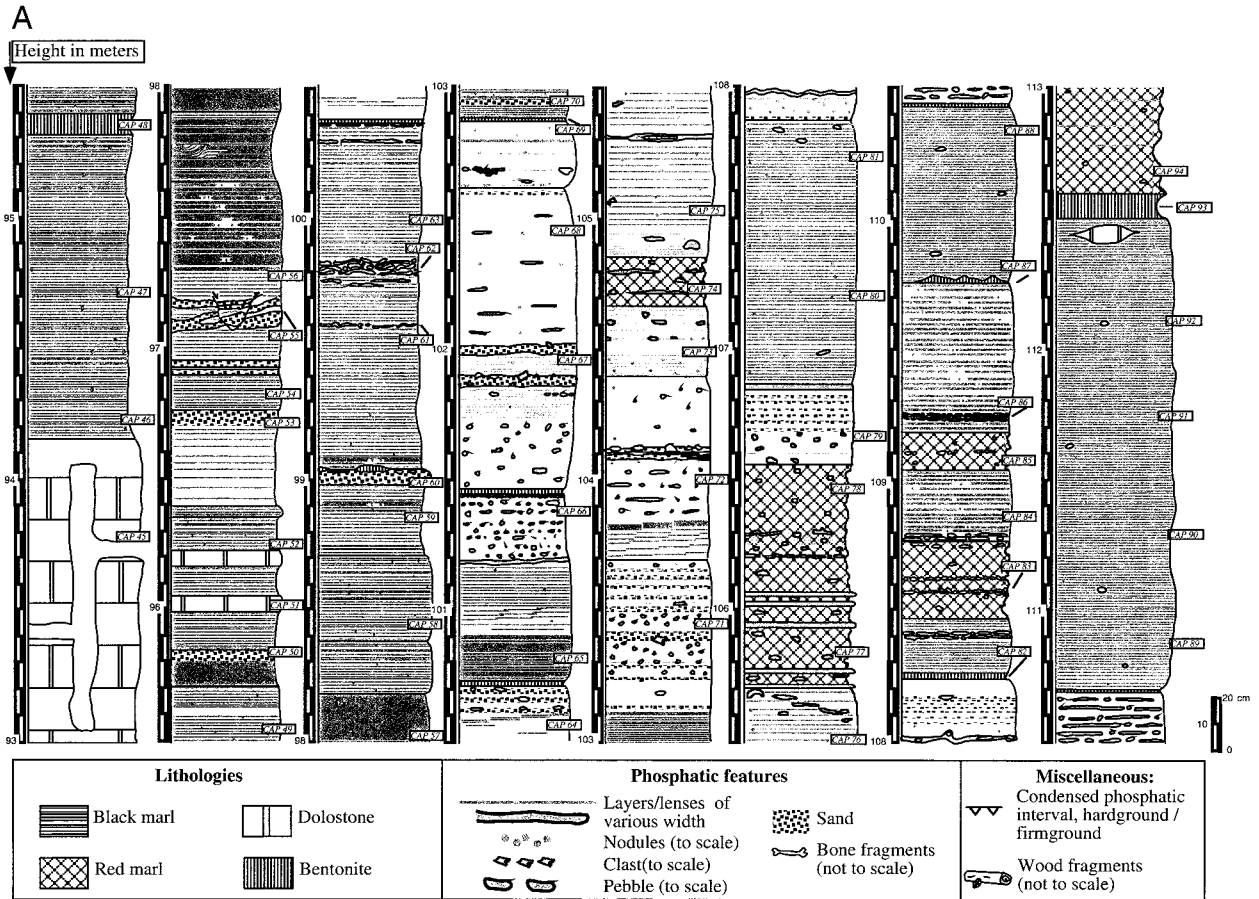 A
Height in meters
98
103
108
113
CAP 48
CAP 70
CAP 69
CAP 88
CAP 81
CAP 94
95
100
105
110
CAP 63
CAP 68
CAP 75
CAP 93
CAP 62
CAP 56
CAP 87
CAP 47
CAP 74
CAP 80
CAP 55
CAP 61
CAP 92
97
102
107
112
CAP 67
CAP 73
CAP 54
CAP 86
CAP 46
CAP 53
CAP 91
CAP 79
CAP 85
94
99
104
109
CAP 60
CAP 72
CAP 78
CAP 66
CAP 59
CAP 84
CAP 45
CAP 52
CAP 90
CAP 83
96
101
106
111
CAP 51
CAP 58
CAP 71
CAP 50
CAP 65
CAP 77
CAP 82
CAP 89
CAP 49
CAP 57
CAP 64
CAP 76
93
98
103
108
20 cm
10
0
Lithologies
Black marl
Dolostone
Red marl
Bentonite
Phosphatic features
Layers/lenses of
various width
Nodules (to scale)
Clast(to scale)
Pebble (to scale)
Sand
Bone fragments
(not to scale)
Miscellaneous:
Condensed phosphatic
interval, hardground /
firmground
Wood fragments
(not to scale)